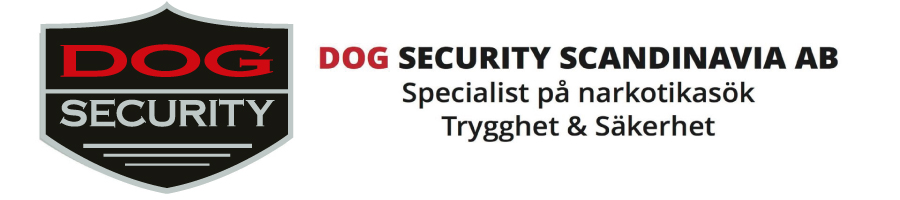 DOG
SECURITY
DOG SECURITY SCANDINAVIA AB
Specialist på narkotikasök
Trygghet & Säkerhet